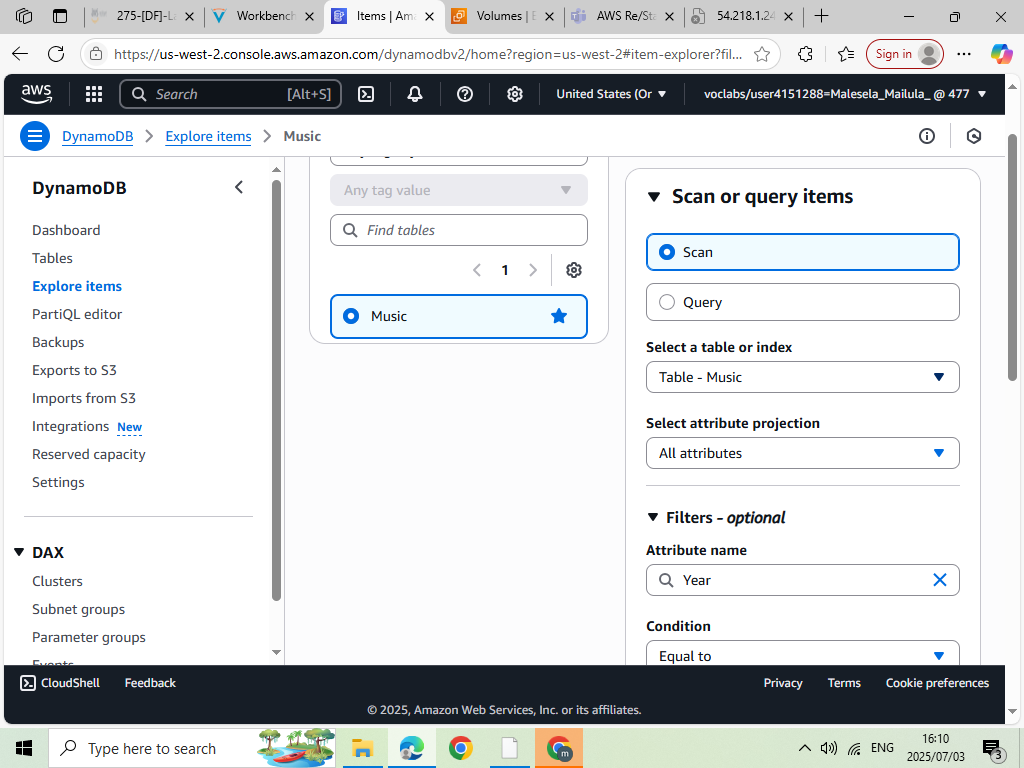 275-[DF]-L
Workbench
Items | Am
Volumes | E
AWS Re/Sta
54.218.1.24
https://us-west-2.console.aws.amazon.com/dynamodbv2/home?region=us-west-2#item-explorer?fil...
Sign in
aws
Search
[Alt+S]
United States (Or
voclabs/user4151288=Malesela_Mailula_ @ 477
DynamoDB
Explore items
Music
DynamoDB
Dashboard
Tables
Explore items
PartiQL editor
Backups
Exports to S3
Imports from S3
Integrations New
Reserved capacity
Settings
DAX
Clusters
Subnet groups
Parameter groups
Events
Any tag value
Find tables
1
Music
Scan or query items
Scan
Query
Select a table or index
Table - Music
Select attribute projection
All attributes
Filters - optional
Attribute name
Year
Condition
Equal to
CloudShell
Feedback
Privacy
Terms
Cookie preferences
© 2025, Amazon Web Services, Inc. or its affiliates.
Type here to search
m
ENG
16:10
2025/07/03
3